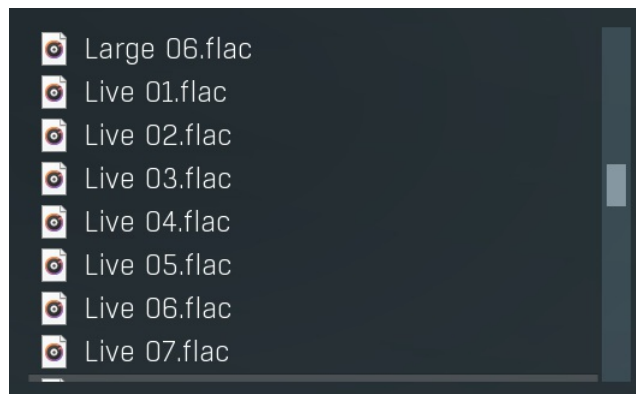 Large 06.flac
Live 01.flac
Live 02.flac
Live 03.flac
Live 04.flac
Live 05.flac
Live 06.flac
Live 07.flac